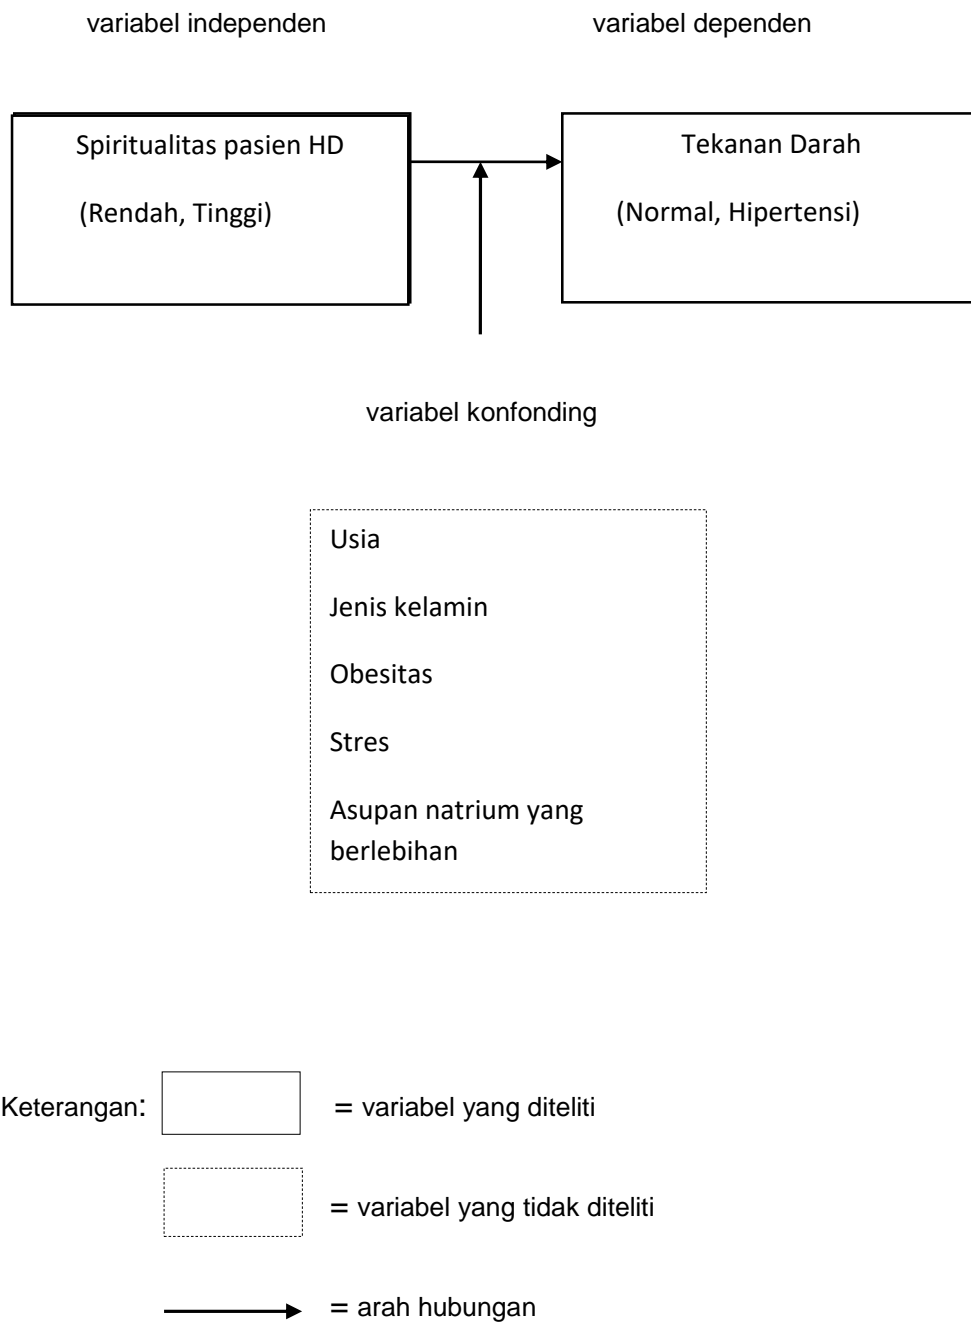 variabel independen
variabel dependen
Spiritualitas pasien HD
(Rendah, Tinggi)
Tekanan Darah
(Normal, Hipertensi)
variabel konfonding
Usia
Jenis kelamin
Obesitas
Stres
Asupan natrium yang
berlebihan
Keterangan:
= variabel yang diteliti
= variabel yang tidak diteliti
= arah hubungan